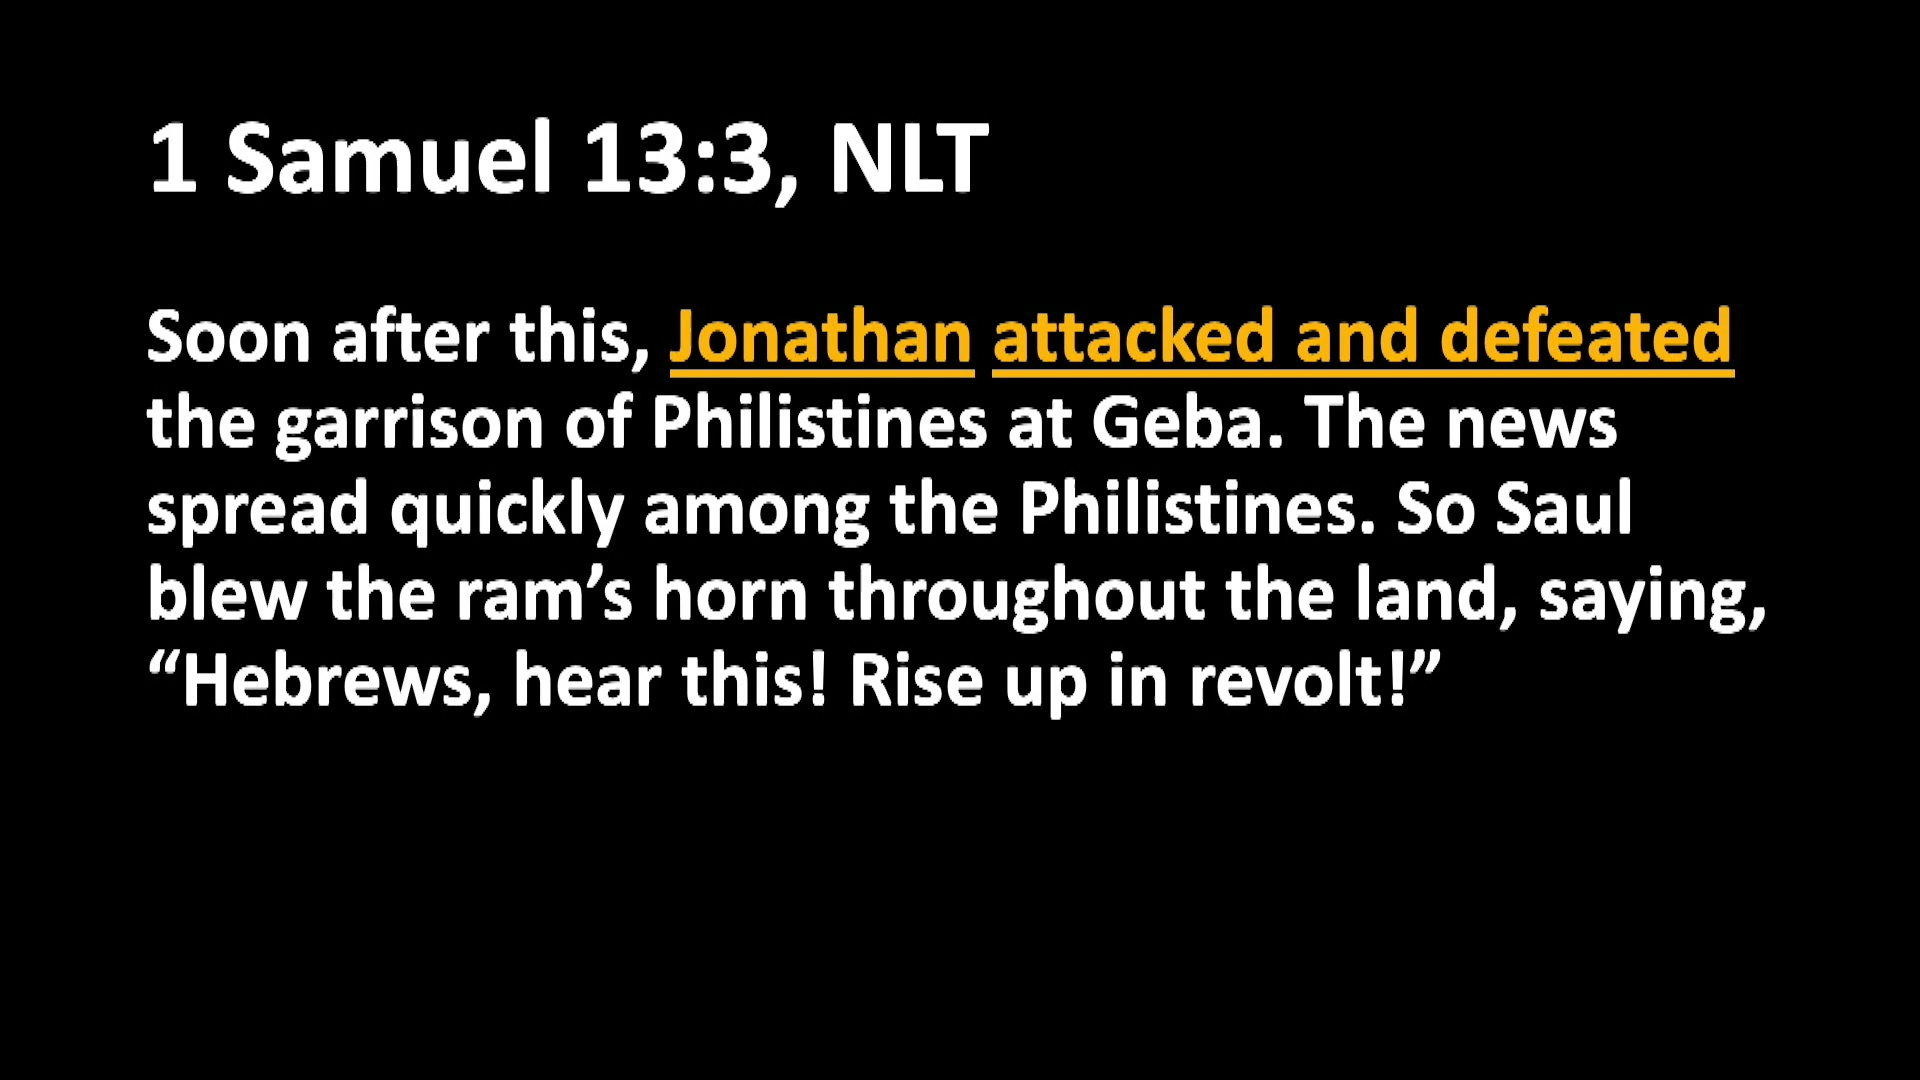 1 Samuel 13:3, NLT
Soon after this, Jonathan attacked and defeated
the garrison of Philistines at Geba. The news
spread quickly among the Philistines. So Saul
blew the ram’s horn throughout the land, saying,
“Hebrews, hear this! Rise up in revolt!”